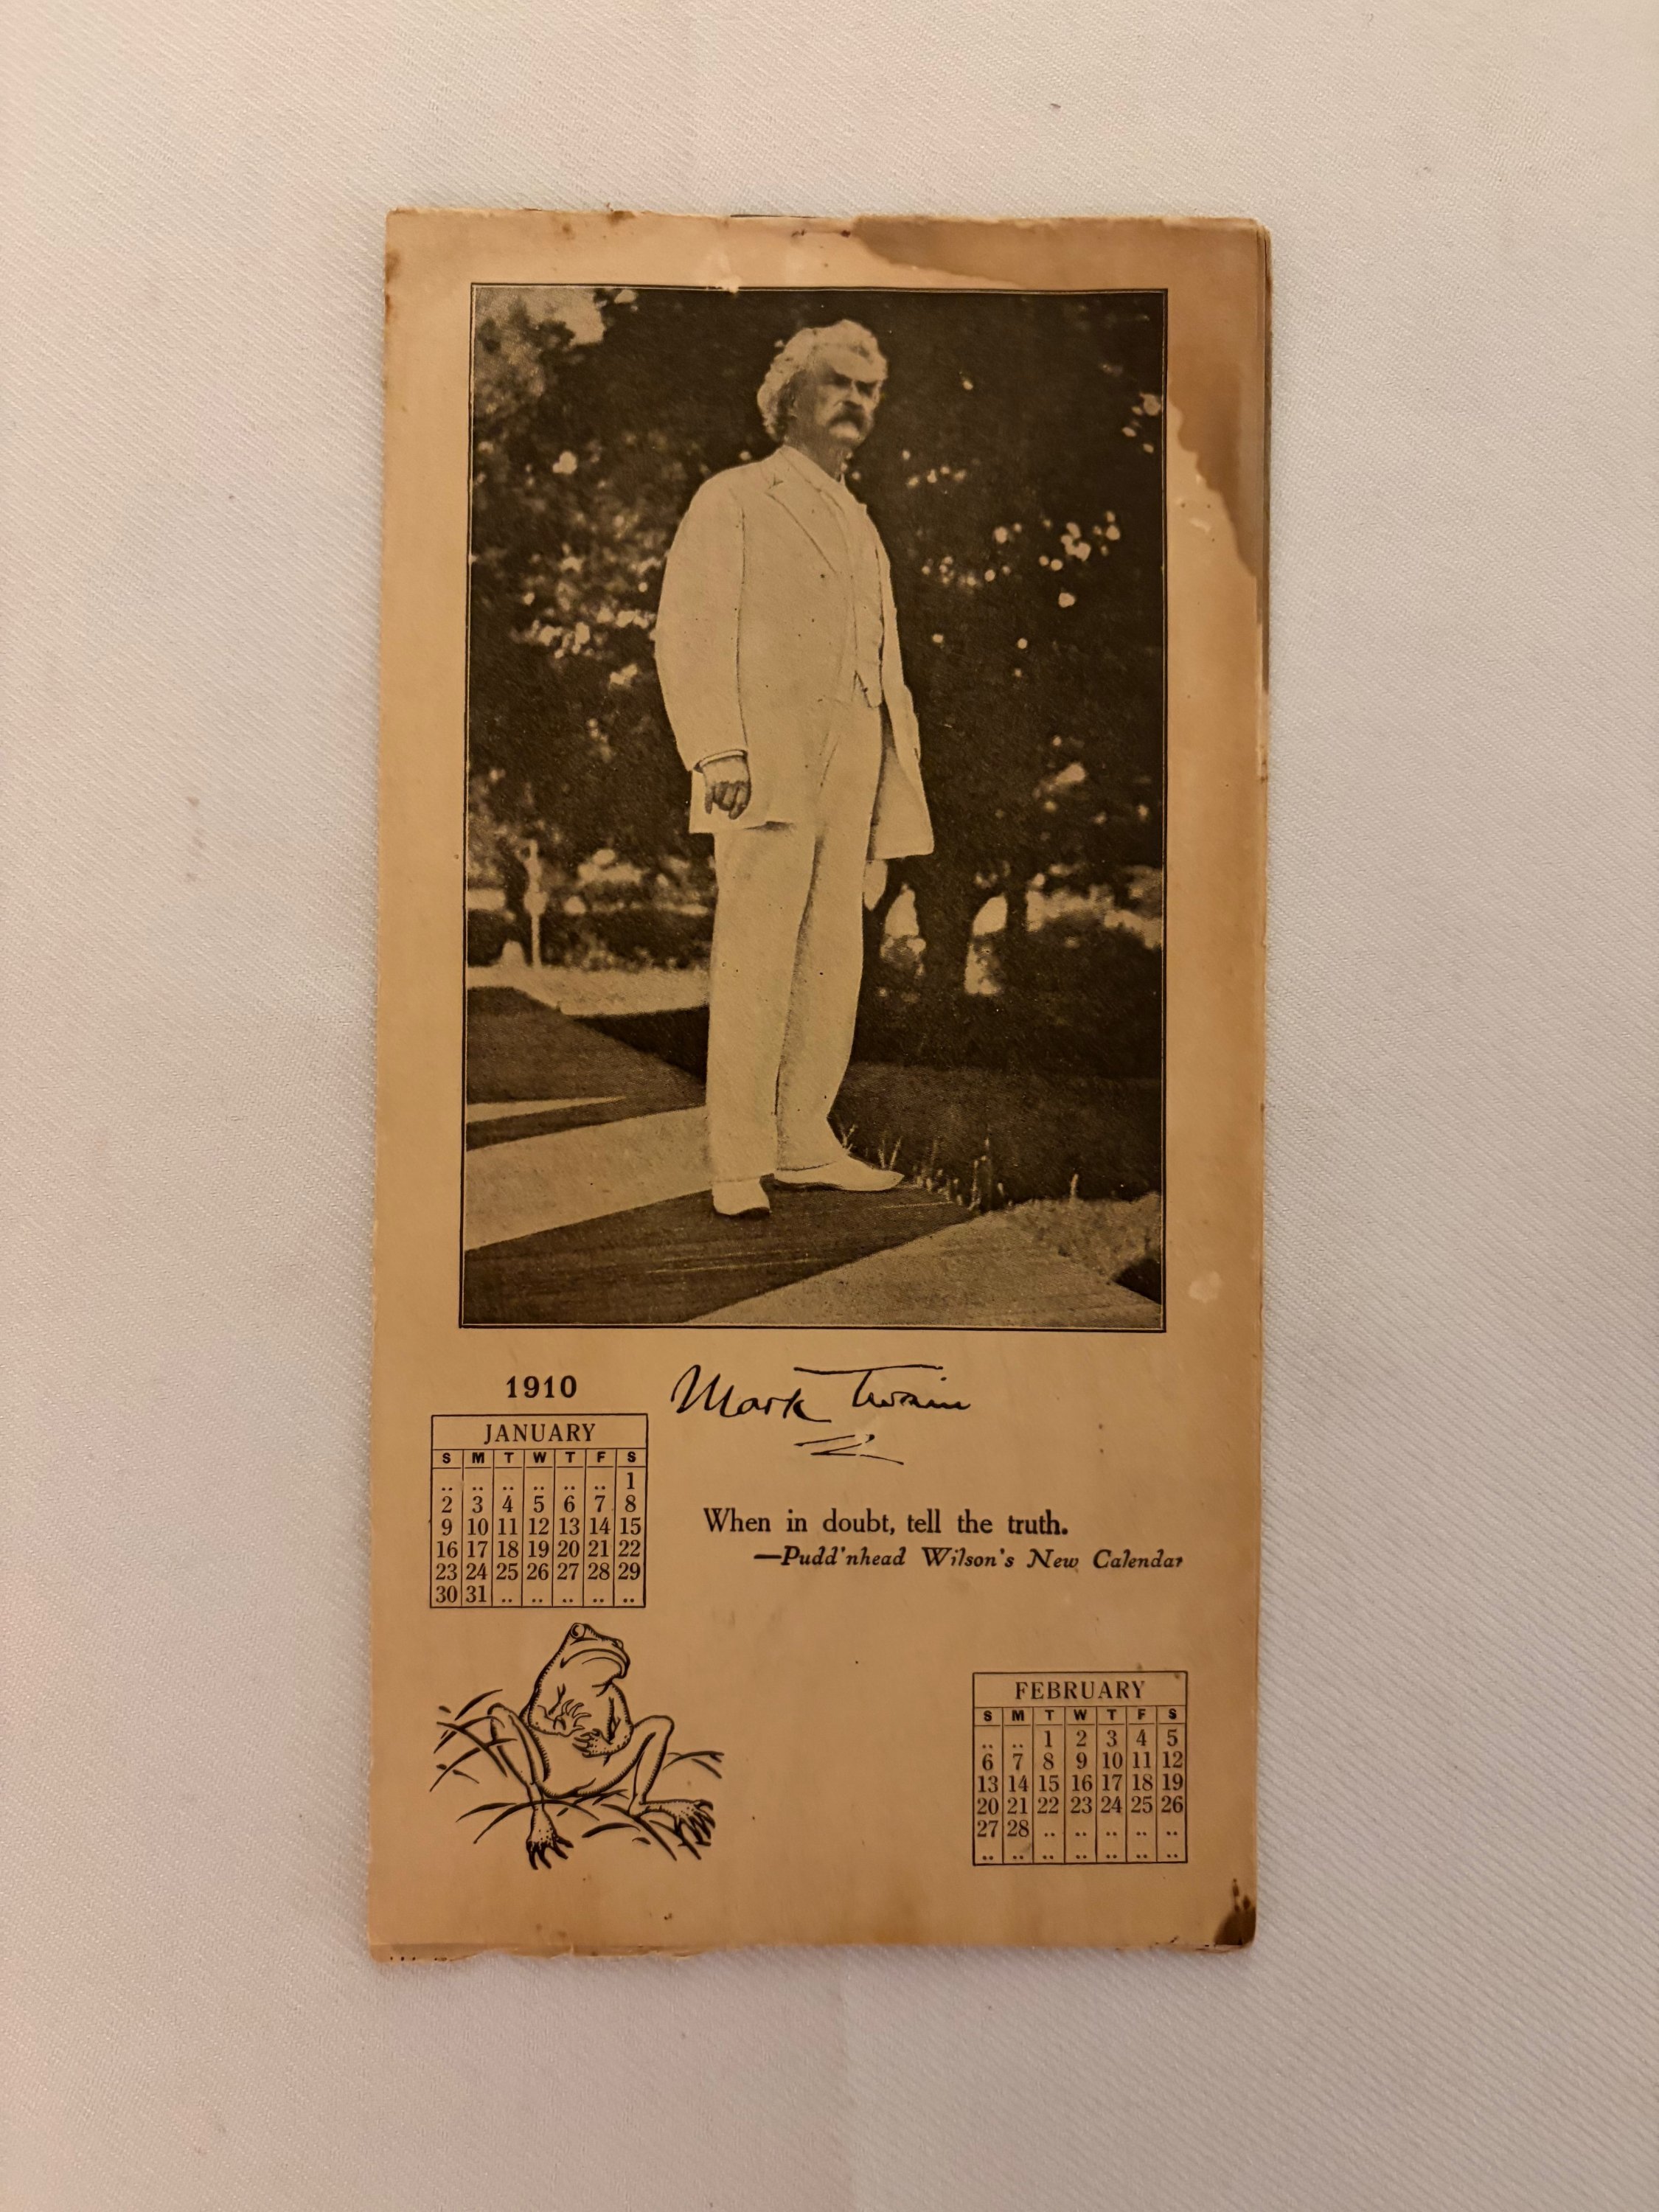 1910
Mark Twain
JANUARY
S M T W T F S
.. .. .. .. .. .. 1
2 3 4 5 6 7 8
9 10 11 12 13 14 15
16 17 18 19 20 21 22
23 24 25 26 27 28 29
30 31 .. .. .. .. ..
When in doubt, tell the truth.
—Pudd'nhead Wilson's New Calendar
FEBRUARY
S M T W T F S
.. .. 1 2 3 4 5
6 7 8 9 10 11 12
13 14 15 16 17 18 19
20 21 22 23 24 25 26
27 28 .. .. .. .. ..
.. .. .. .. .. .. ..